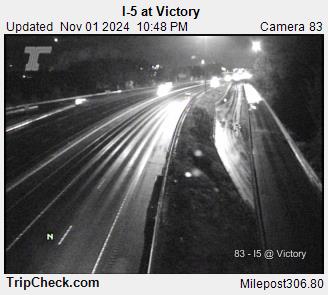 I-5 at Victory
Updated Nov 01 2024 10:48 PM Camera 83
T
N
83 - I5 @ Victory
TripCheck.com Milepost306.80